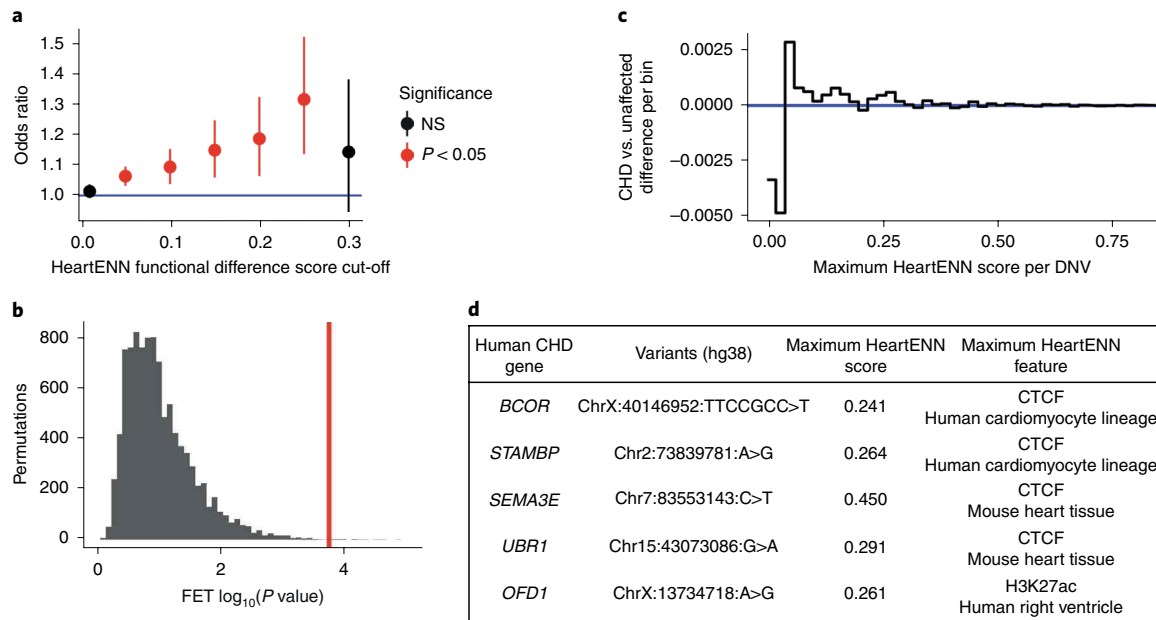 a
1.5
1.4
1.3
1.2
1.1
1.0
Odds ratio
0.0 0.1 0.2 0.3
HeartENN functional difference score cut-off
Significance
NS
P < 0.05
b
800
600
400
200
0
Permutations
0 2 4
FET log10(P value)
c
0.0025
0.0000
−0.0025
−0.0050
CHD vs. unaffected
difference per bin
0.00 0.25 0.50 0.75
Maximum HeartENN score per DNV
d
Human CHD gene Variants (hg38) Maximum HeartENN score Maximum HeartENN feature
BCOR ChrX:40146952:TTCCGCC>T 0.241 CTCF Human cardiomyocyte lineage
STAMBP Chr2:73839781:A>G 0.264 CTCF Human cardiomyocyte lineage
SEMA3E Chr7:83553143:C>T 0.450 CTCF Mouse heart tissue
UBR1 Chr15:43073086:G>A 0.291 CTCF Mouse heart tissue
OFD1 ChrX:13734718:A>G 0.261 H3K27ac Human right ventricle